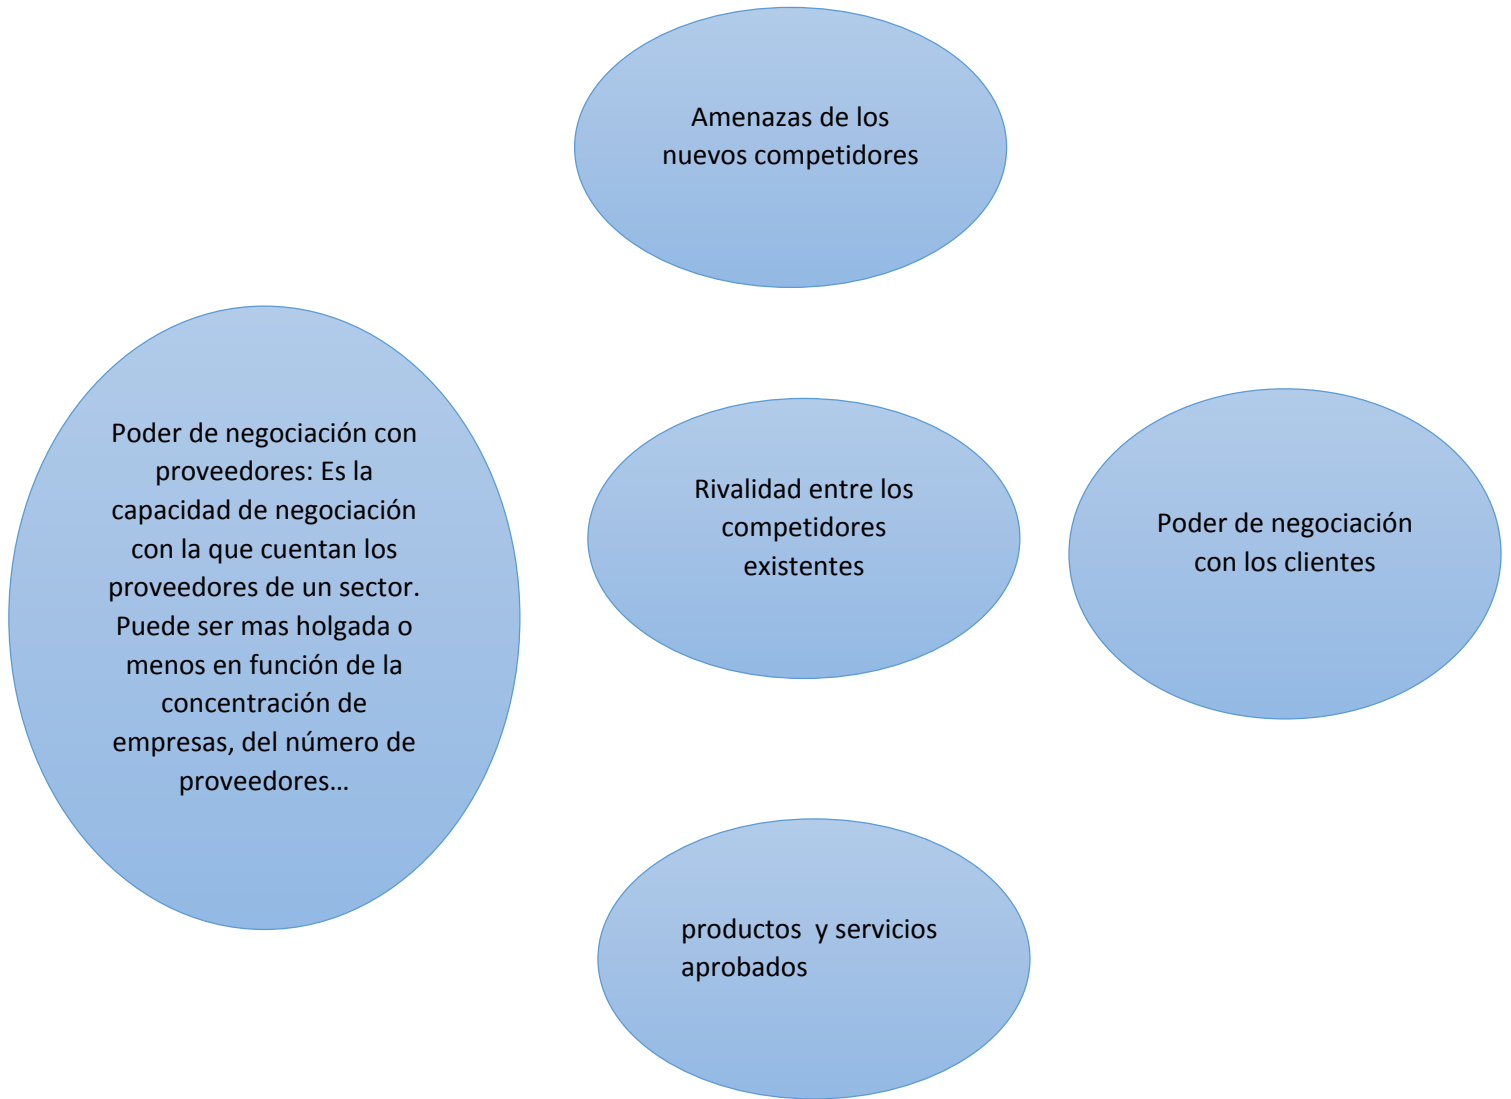 Amenazas de los
nuevos competidores
Poder de negociación con
proveedores: Es la
capacidad de negociación
con la que cuentan los
proveedores de un sector.
Puede ser mas holgada o
menos en función de la
concentración de
empresas, del número de
proveedores…
Rivalidad entre los
competidores
existentes
Poder de negociación
con los clientes
productos  y servicios
aprobados